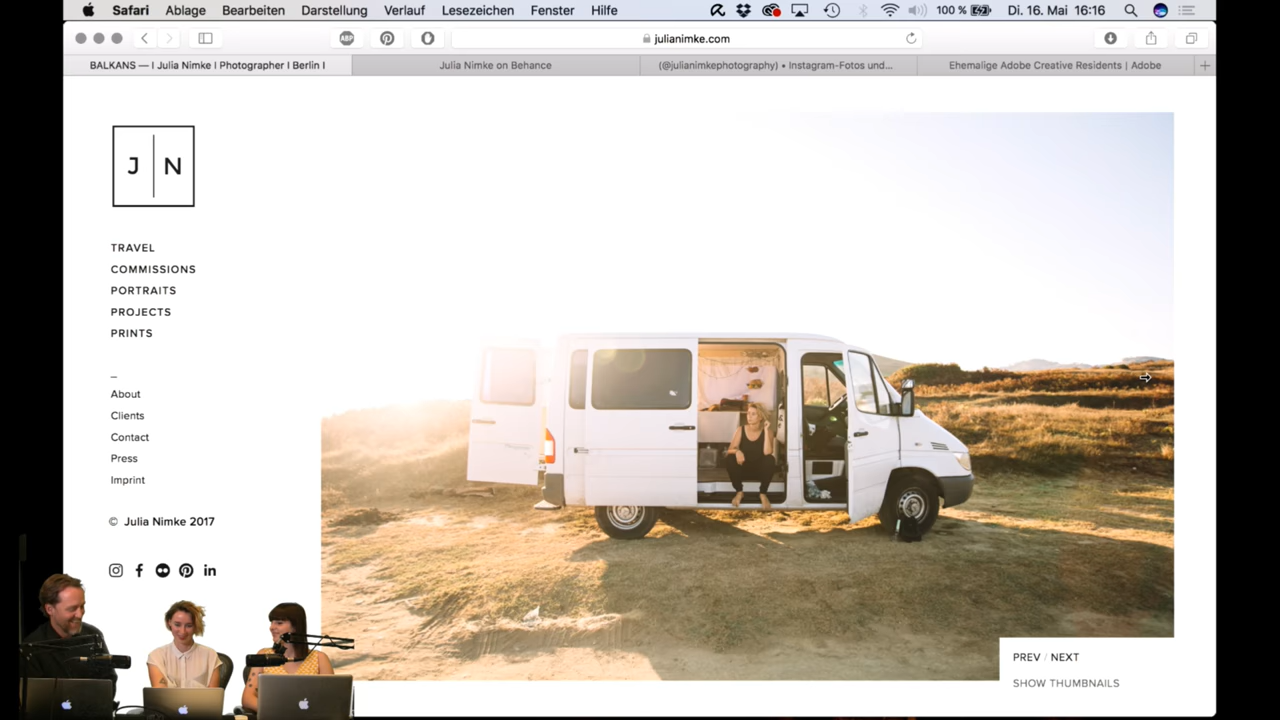 Safari Ablage Bearbeiten Darstellung Verlauf Lesezeichen Fenster Hilfe 100 % Di. 16. Mai 16:16
ABP
julianimke.com
BALKANS — | Julia Nimke | Photographer | Berlin |
Julia Nimke on Behance
(@julianimkephotography) • Instagram-Fotos und...
Ehemalige Adobe Creative Residents | Adobe
J N
TRAVEL
COMMISSIONS
PORTRAITS
PROJECTS
PRINTS
–
About
Clients
Contact
Press
Imprint
© Julia Nimke 2017
PREV / NEXT
SHOW THUMBNAILS